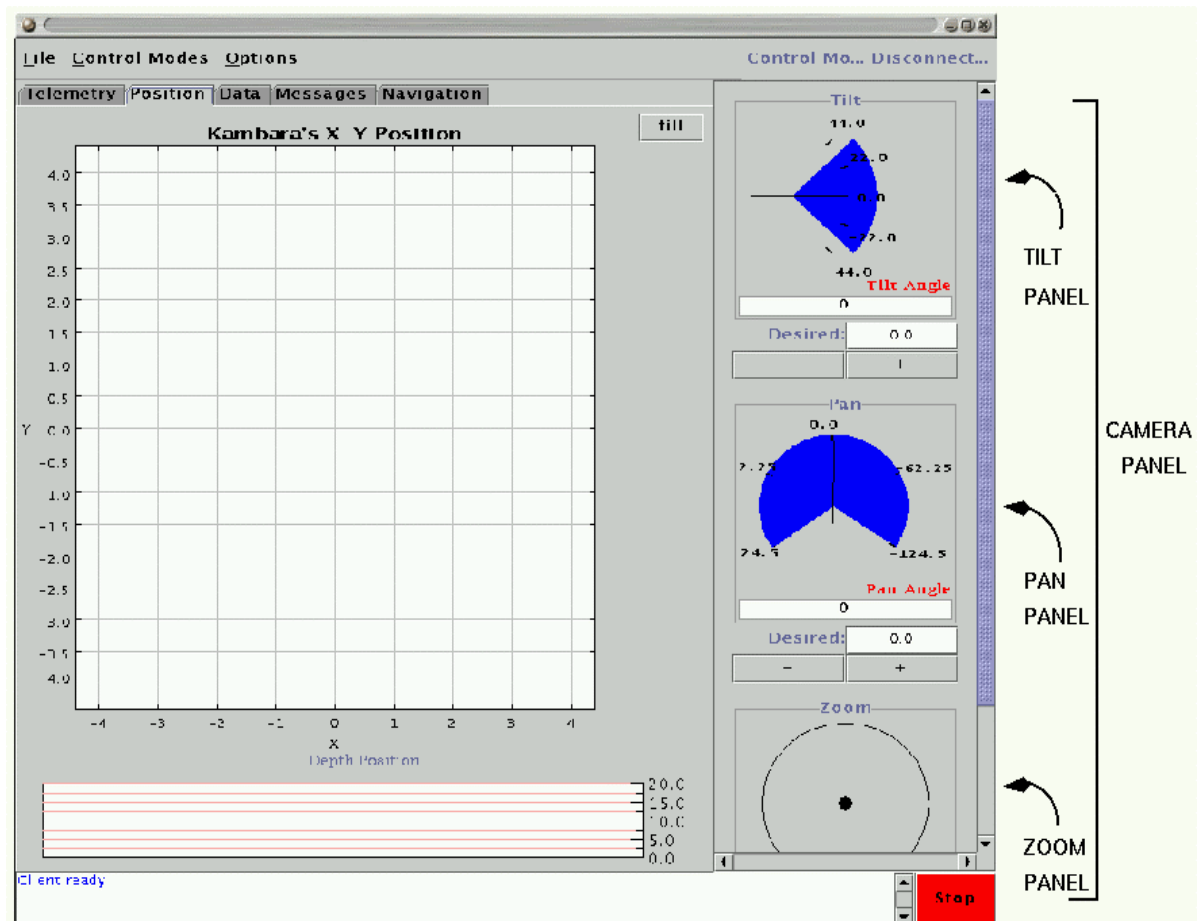 File Control Modes Options
Control Mo... Disconnect...
Telemetry Position Data Messages Navigation
Kambara's X Y Position
fill
4.0
3.5
3.0
2.5
2.0
1.5
1.0
0.5
Y 0.0
-0.5
1.0
-1.5
-2.0
-2.5
3.0
-3.5
4.0
-4 -3 -2 -1 0 1 2 3 4
X
Depth Position
20.0
15.0
10.0
5.0
0.0
Tilt
44.0
22.0
0.0
-22.0
44.0
Tilt Angle
0
Desired: 0.0
Pan
0.0
2.25 -62.25
24.5 -124.5
Pan Angle
0
Desired: 0.0
- +
Zoom
Client ready
Stop
TILT
PANEL
PAN
PANEL
ZOOM
PANEL
CAMERA
PANEL